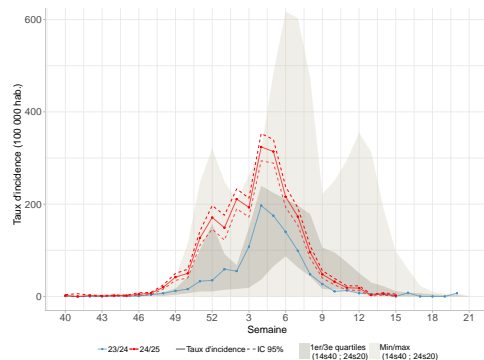 Taux d'incidence (100 000 hab.)
600
400
200
0
40 43 46 49 52 3 6 9 12 15 18 21
Semaine
23/24 24/25 Taux d'incidence IC 95% 1er/3e quartiles Min/max
(14s40 ; 24s20) (14s40 ; 24s20)